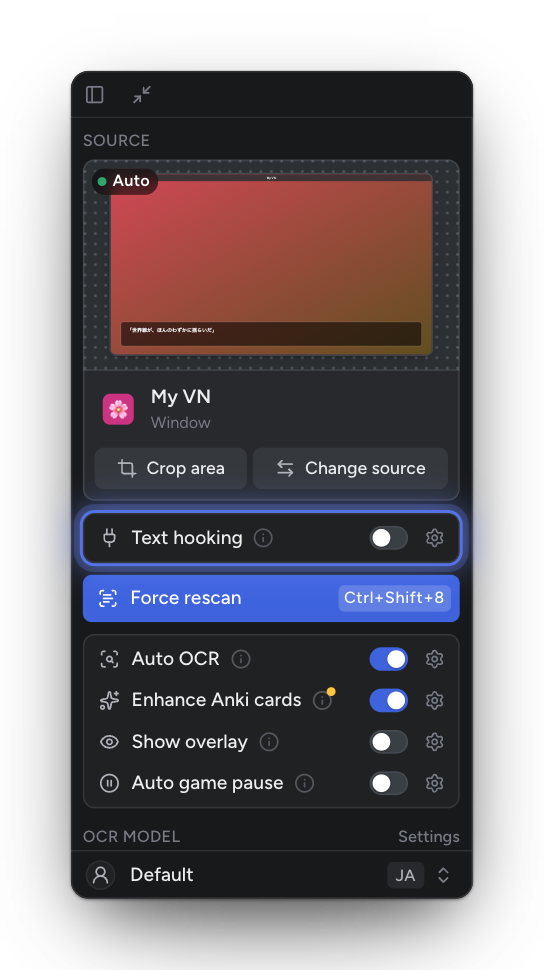 SOURCE
Auto
My VN
「世界線が、ほんのわずかに揺らいだ」
My VN
Window
Crop area
Change source
Text hooking
Force rescan
Ctrl+Shift+8
Auto OCR
Enhance Anki cards
Show overlay
Auto game pause
OCR MODEL
Settings
Default
JA